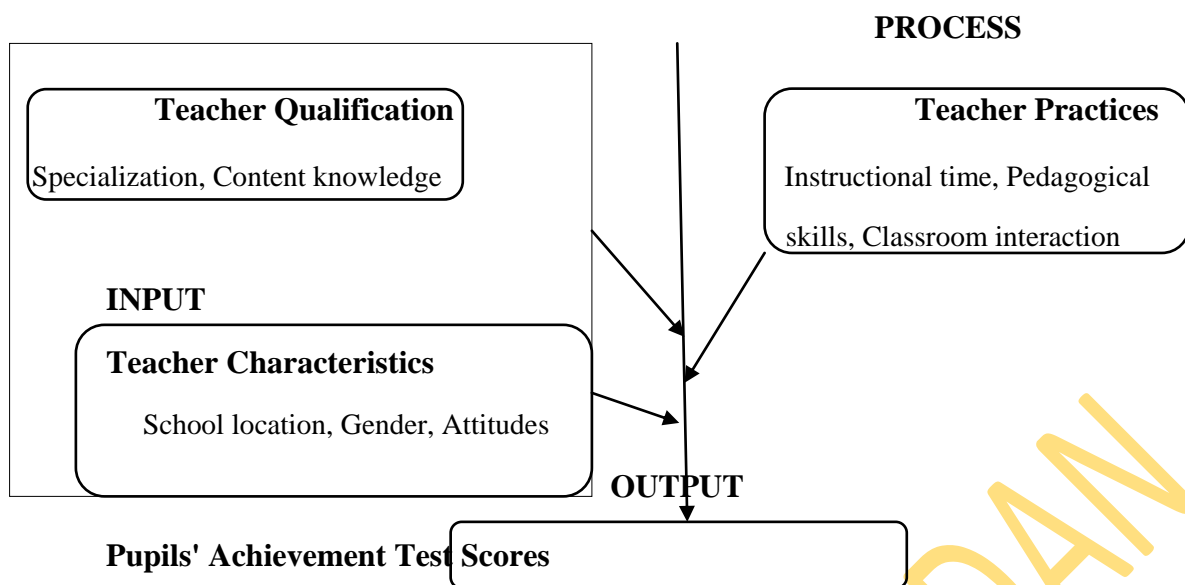 PROCESS
Teacher Qualification
Specialization, Content knowledge
Teacher Practices
Instructional time, Pedagogical
skills, Classroom interaction
INPUT
Teacher Characteristics
School location, Gender, Attitudes
OUTPUT
Pupils' Achievement Test Scores
DAN